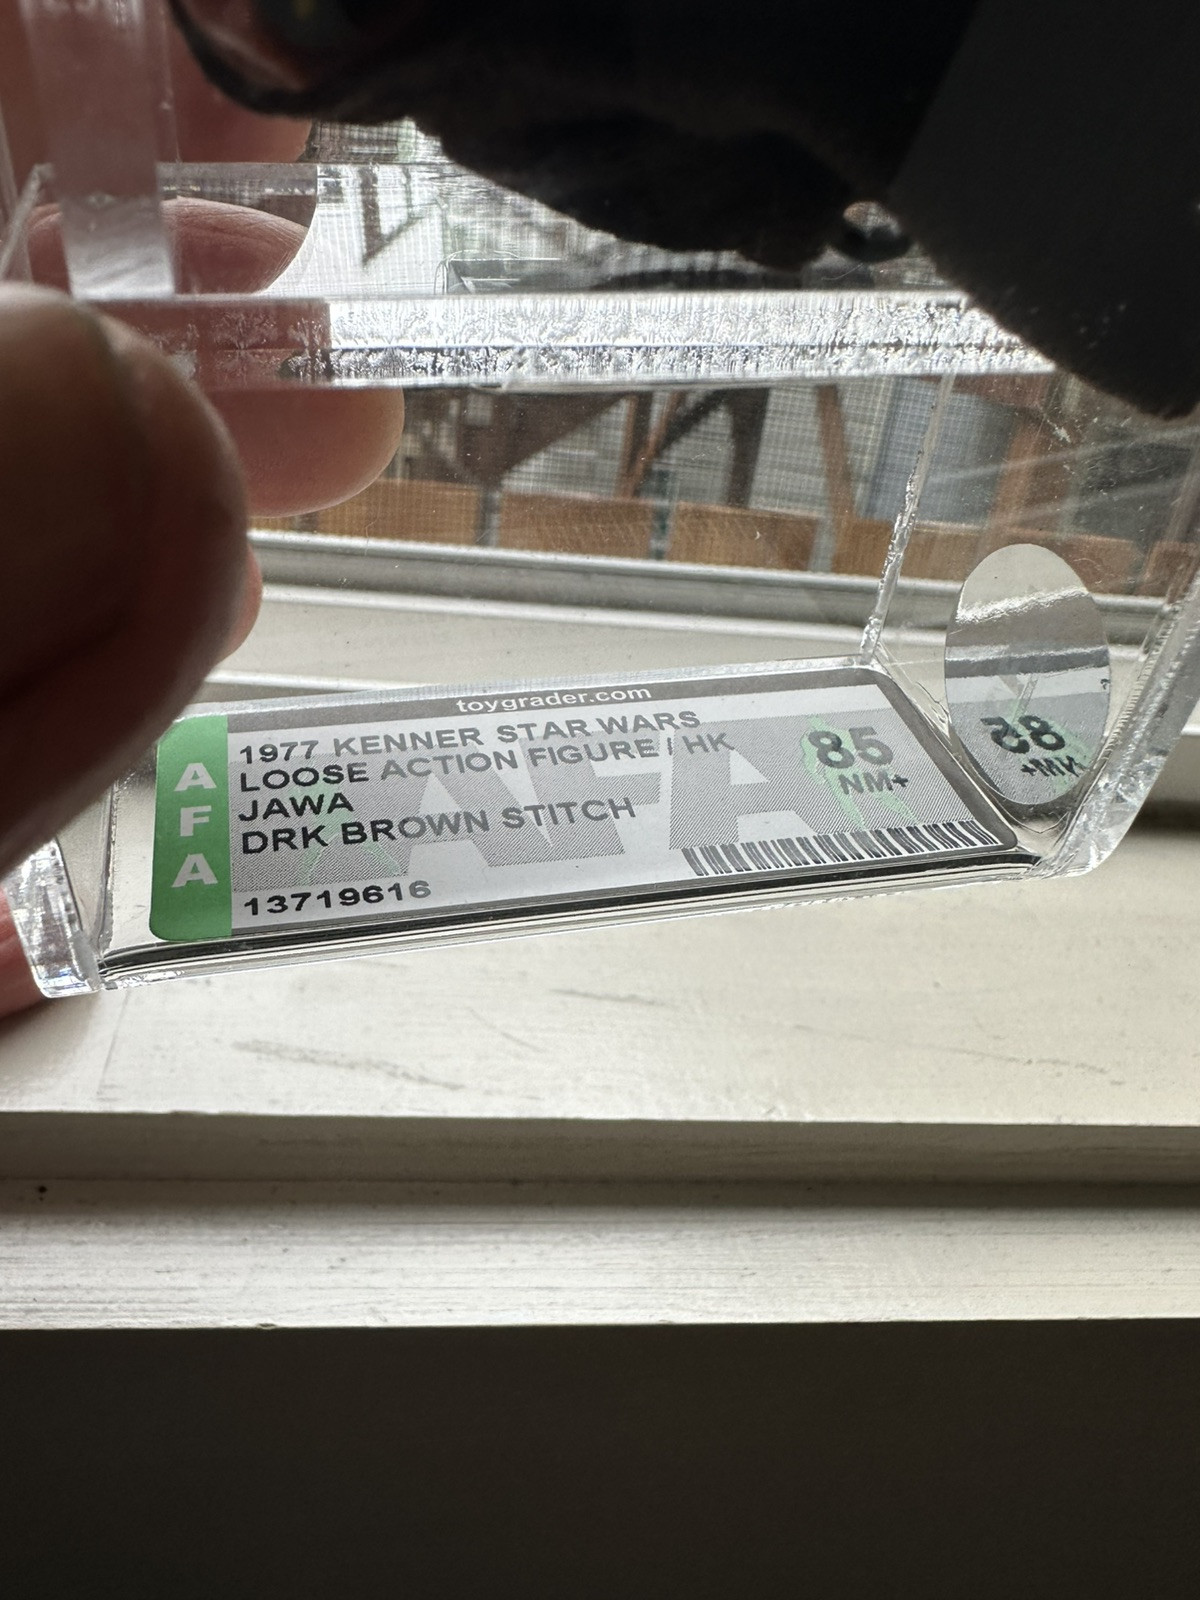 toygrader.com
AFA
1977 KENNER STAR WARS
LOOSE ACTION FIGURE / HK
JAWA
DRK BROWN STITCH
13719616
85
NM+
AFA
85
NM+